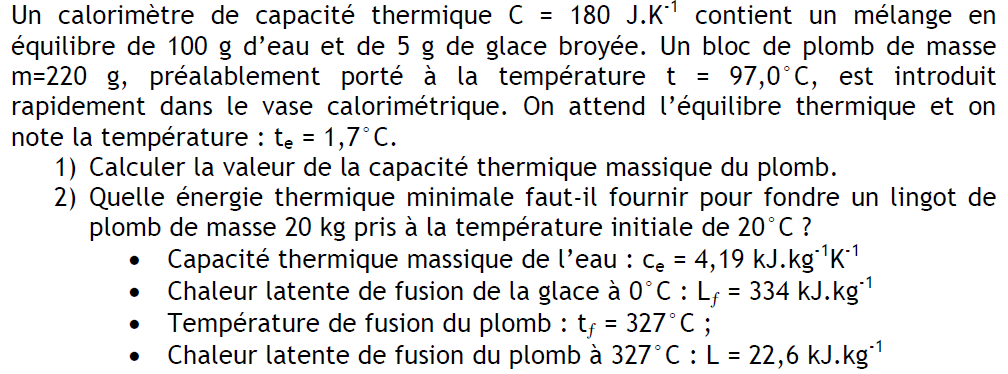 Un calorimètre de capacité thermique C = 180 J.K⁻¹ contient un mélange en
équilibre de 100 g d'eau et de 5 g de glace broyée. Un bloc de plomb de masse
m=220 g, préalablement porté à la température t = 97,0°C, est introduit
rapidement dans le vase calorimétrique. On attend l'équilibre thermique et on
note la température : tₑ = 1,7°C.
1) Calculer la valeur de la capacité thermique massique du plomb.
2) Quelle énergie thermique minimale faut-il fournir pour fondre un lingot de
plomb de masse 20 kg pris à la température initiale de 20°C ?
• Capacité thermique massique de l'eau : cₑ = 4,19 kJ.kg⁻¹K⁻¹
• Chaleur latente de fusion de la glace à 0°C : L_f = 334 kJ.kg⁻¹
• Température de fusion du plomb : t_f = 327°C ;
• Chaleur latente de fusion du plomb à 327°C : L = 22,6 kJ.kg⁻¹